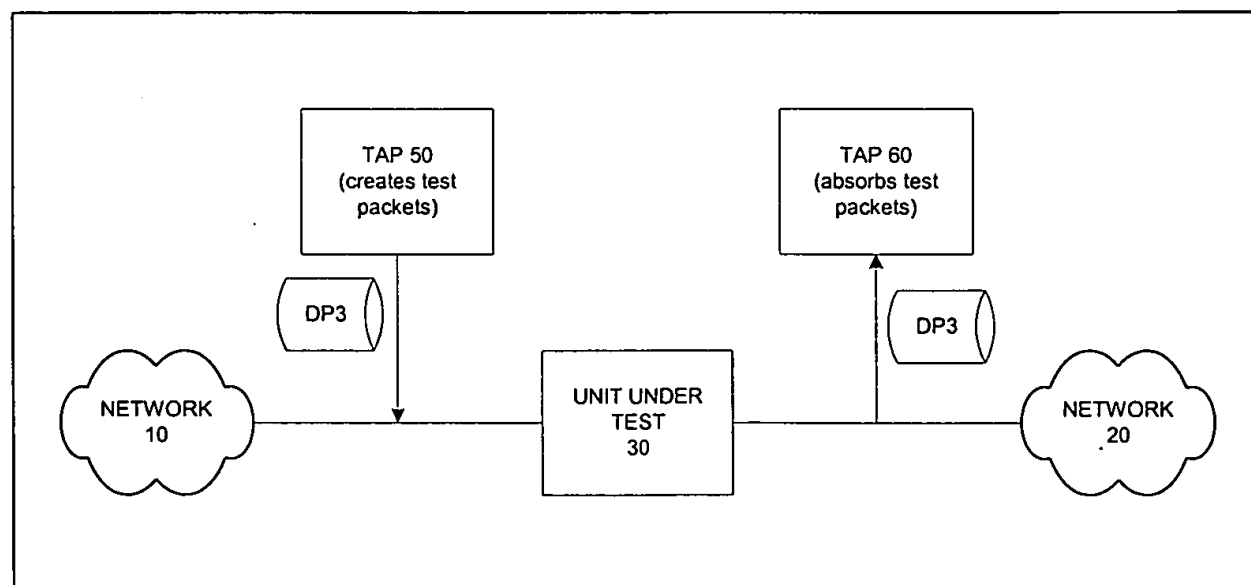 TAP 50
(creates test
packets)
TAP 60
(absorbs test
packets)
DP3
DP3
NETWORK
10
UNIT UNDER
TEST
30
NETWORK
20